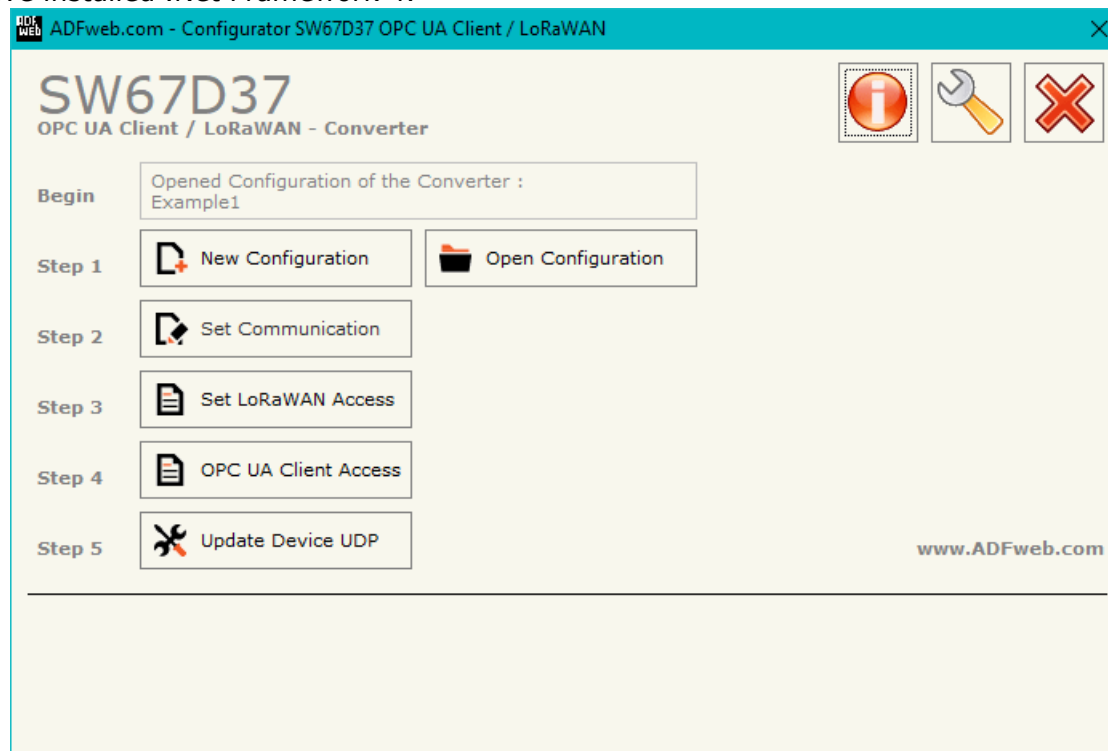 ADFweb.com - Configurator SW67D37 OPC UA Client / LoRaWAN
SW67D37
OPC UA Client / LoRaWAN - Converter
Begin
Opened Configuration of the Converter :
Example1
Step 1
New Configuration
Open Configuration
Step 2
Set Communication
Step 3
Set LoRaWAN Access
Step 4
OPC UA Client Access
Step 5
Update Device UDP
www.ADFweb.com